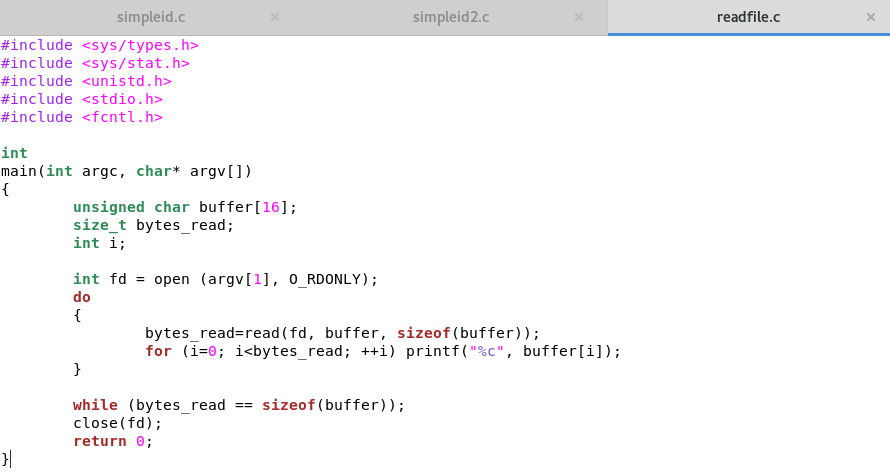 simpleid.c × simpleid2.c × readfile.c ×
#include <sys/types.h>
#include <sys/stat.h>
#include <unistd.h>
#include <stdio.h>
#include <fcntl.h>
int
main(int argc, char* argv[])
{
unsigned char buffer[16];
size_t bytes_read;
int i;
int fd = open (argv[1], O_RDONLY);
do
{
bytes_read=read(fd, buffer, sizeof(buffer));
for (i=0; i<bytes_read; ++i) printf("%c", buffer[i]);
}
while (bytes_read == sizeof(buffer));
close(fd);
return 0;
}